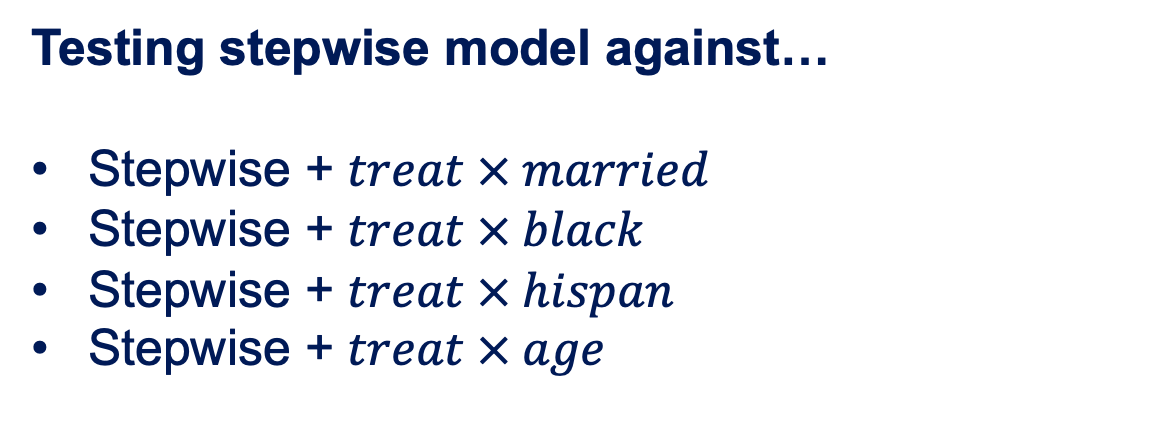 Testing stepwise model against…
• Stepwise + treat × married
• Stepwise + treat × black
• Stepwise + treat × hispan
• Stepwise + treat × age